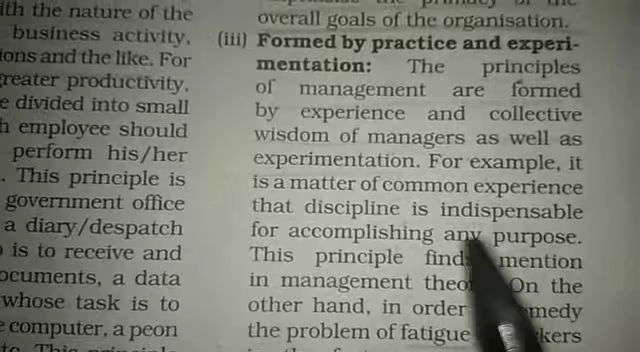 ith the nature of the
business activity,
ions and the like. For
greater productivity,
e divided into small
h employee should
perform his/her
. This principle is
government office
a diary/despatch
is to receive and
ocuments, a data
whose task is to
e computer, a peon
overall goals of the organisation.
(iii) Formed by practice and experi-
mentation: The principles
of management are formed
by experience and collective
wisdom of managers as well as
experimentation. For example, it
is a matter of common experience
that discipline is indispensable
for accomplishing any purpose.
This principle finds mention
in management theo On the
other hand, in order medy
the problem of fatigue kers